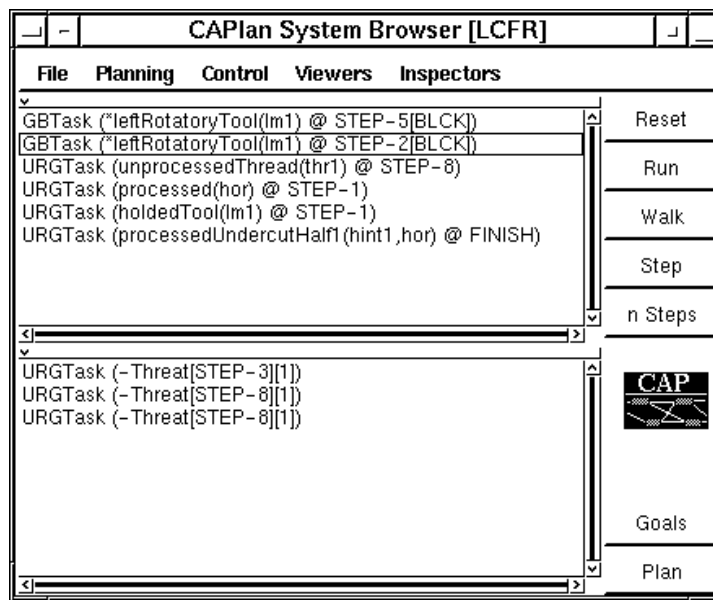 CAPlan System Browser [LCFR]
File Planning Control Viewers Inspectors
GBTask (*leftRotatoryTool(lm1) @ STEP-5[BLCK])
GBTask (*leftRotatoryTool(lm1) @ STEP-2[BLCK])
URGTask (unprocessedThread(thr1) @ STEP-8)
URGTask (processed(hor) @ STEP-1)
URGTask (holdedTool(lm1) @ STEP-1)
URGTask (processedUndercutHalf1(hint1,hor) @ FINISH)
Reset
Run
Walk
Step
n Steps
URGTask (-Threat[STEP-3][1])
URGTask (-Threat[STEP-8][1])
URGTask (-Threat[STEP-8][1])
CAP
Goals
Plan